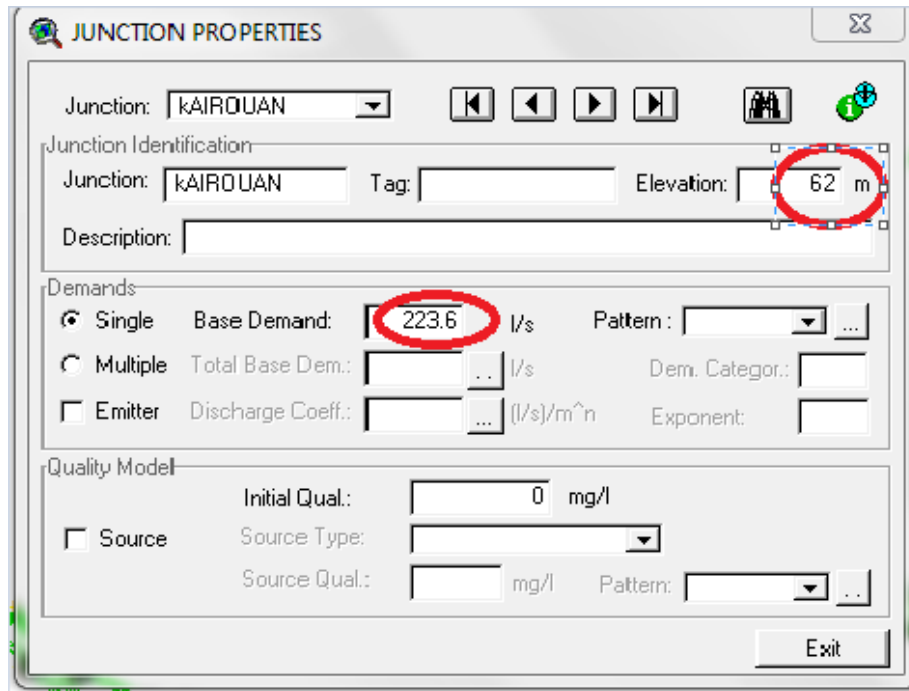 JUNCTION PROPERTIES
Junction: kAIROUAN
Junction Identification
Junction: kAIROUAN Tag: Elevation: 62 m
Description:
Demands
Single Base Demand: 223.6 l/s Pattern : ...
Multiple Total Base Dem.: .. l/s Dem. Categor.:
Emitter Discharge Coeff.: ... (l/s)/m^n Exponent:
Quality Model
Initial Qual.: 0 mg/l
Source Source Type:
Source Qual.: mg/l Pattern: ..
Exit